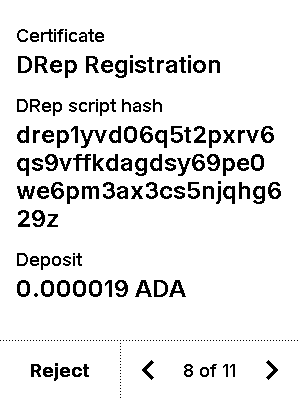 Certificate
DRep Registration
DRep script hash
drep1yvd06q5t2pxrv6
qs9vffkdagdsy69pe0
we6pm3ax3cs5njqhg6
29z
Deposit
0.000019 ADA
Reject
8 of 11